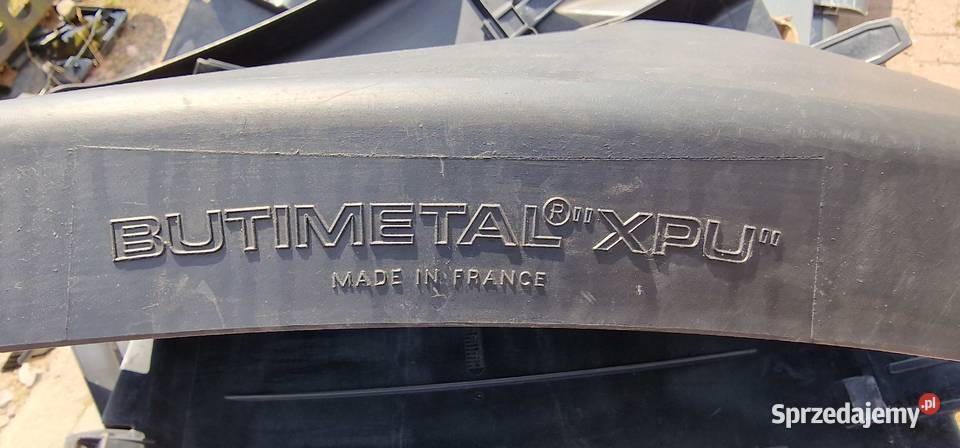 BUTIMETAL® "XPU"
MADE IN FRANCE
Sprzedajemy.pl